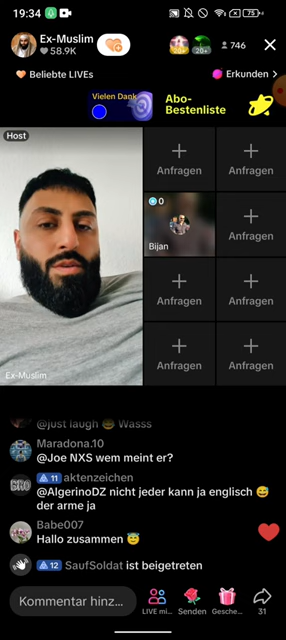 19:34
75
Ex-Muslim
58.9K
20+
20+
746
Beliebte LIVEs
Erkunden >
Vielen Dank
Abo-
Bestenliste
Host
Anfragen
Anfragen
0
Bijan
Anfragen
Anfragen
Anfragen
Anfragen
Anfragen
Ex-Muslim
@just laugh 😄 Wasss
Maradona.10
@Joe NXS wem meint er?
11 aktenzeichen
@AlgerinoDZ nicht jeder kann ja englisch 😅
der arme ja
Babe007
Hallo zusammen 😇
12 SaufSoldat ist beigetreten
Kommentar hinz...
LIVE mi...
Senden
Gesche...
31